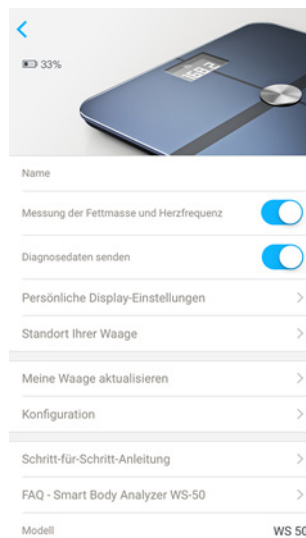 33%
Name
Messung der Fettmasse und Herzfrequenz
Diagnosedaten senden
Persönliche Display-Einstellungen
Standort Ihrer Waage
Meine Waage aktualisieren
Konfiguration
Schritt-für-Schritt-Anleitung
FAQ - Smart Body Analyzer WS-50
Modell WS 50